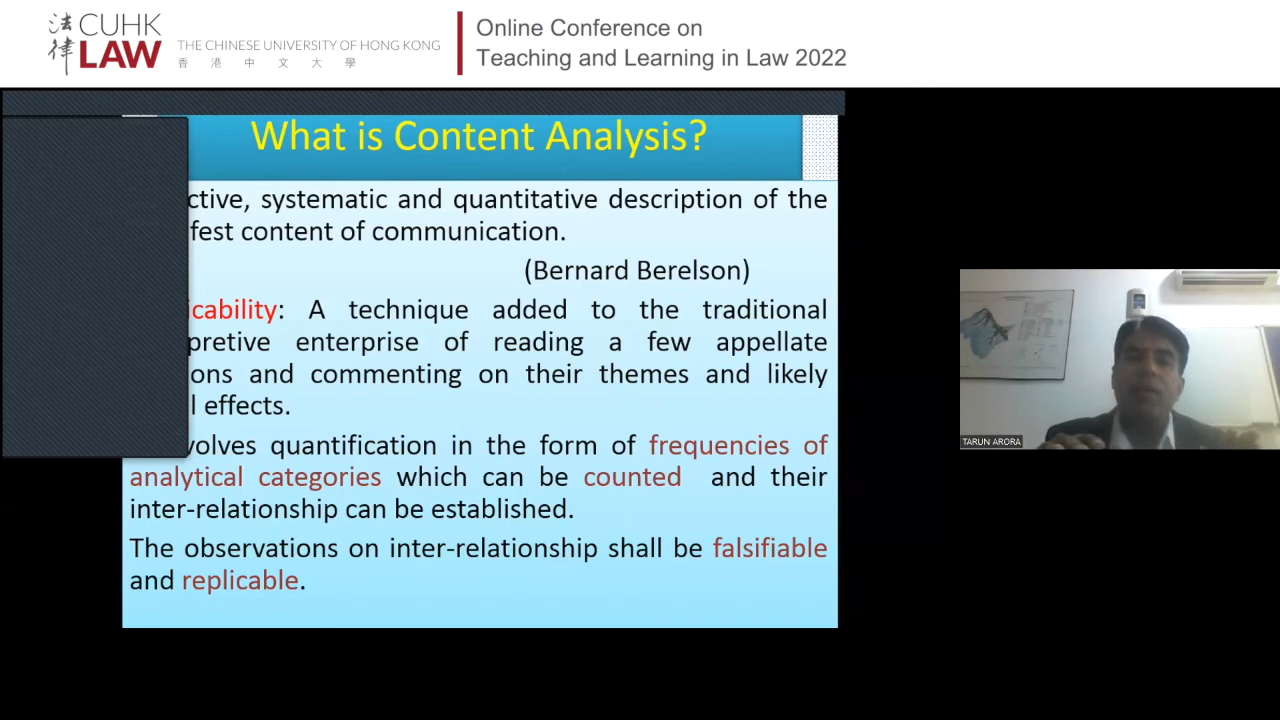 法律 CUHK LAW
THE CHINESE UNIVERSITY OF HONG KONG
香港中文大學
Online Conference on
Teaching and Learning in Law 2022
What is Content Analysis?
ctive, systematic and quantitative description of the
fest content of communication.
(Bernard Berelson)
icability: A technique added to the traditional
pretive enterprise of reading a few appellate
ons and commenting on their themes and likely
l effects.
volves quantification in the form of frequencies of
analytical categories which can be counted and their
inter-relationship can be established.
The observations on inter-relationship shall be falsifiable
and replicable.
TARUN ARORA